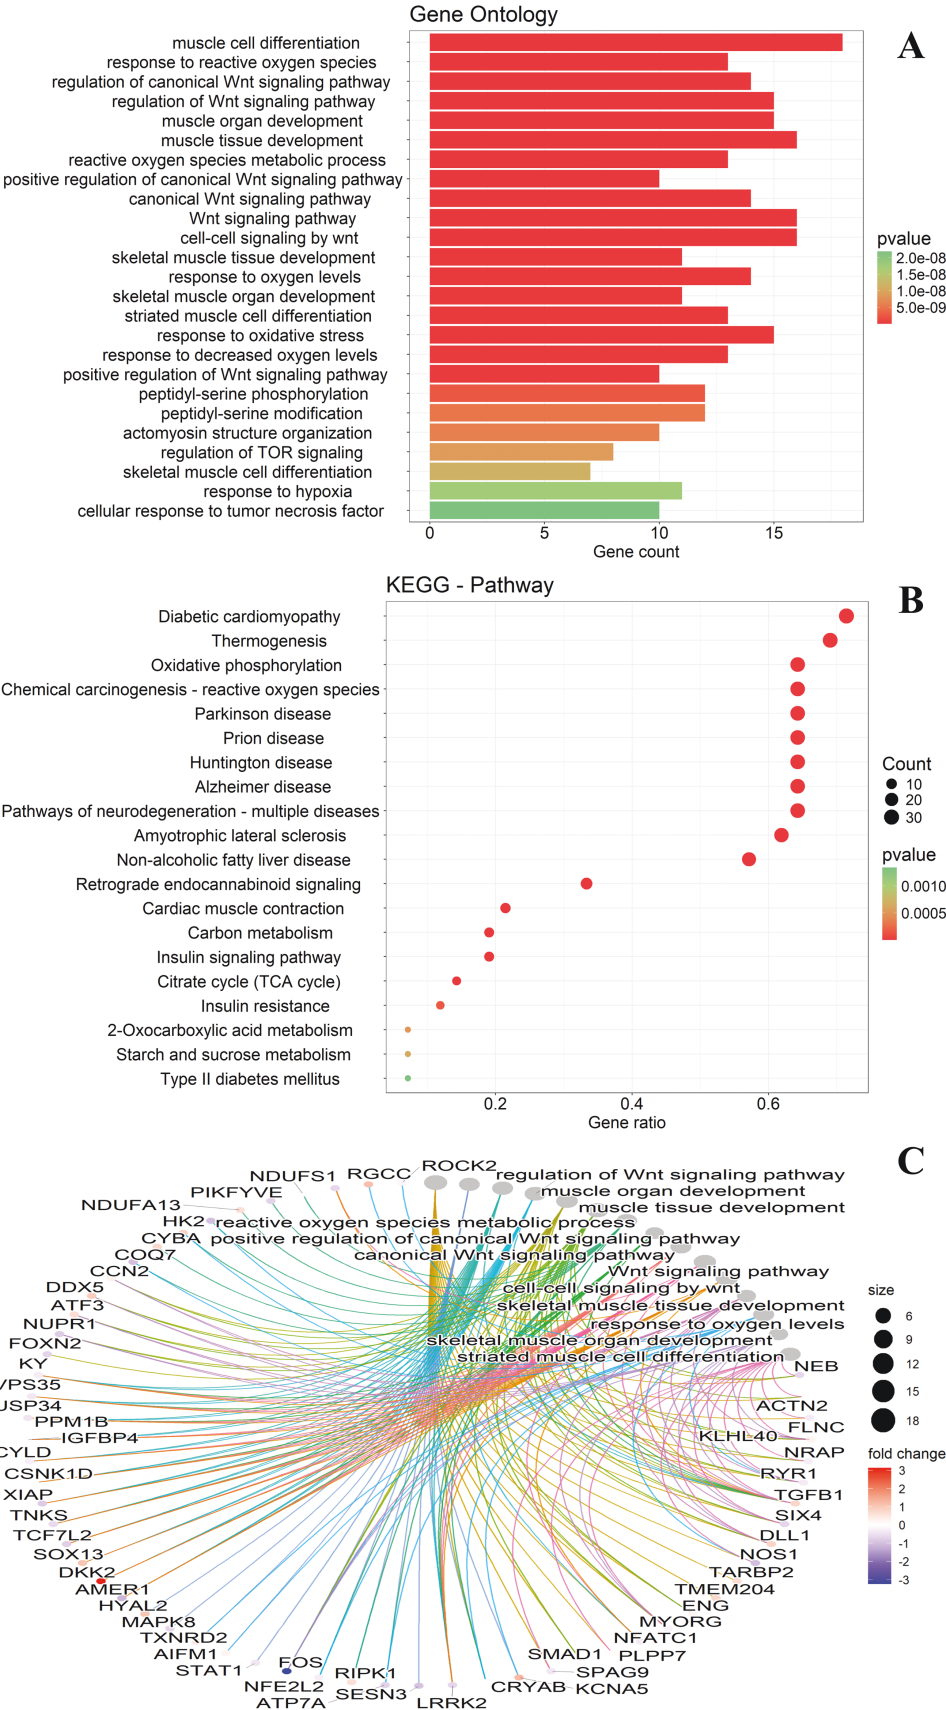 Gene Ontology
A
muscle cell differentiation
response to reactive oxygen species
regulation of canonical Wnt signaling pathway
regulation of Wnt signaling pathway
muscle organ development
muscle tissue development
reactive oxygen species metabolic process
positive regulation of canonical Wnt signaling pathway
canonical Wnt signaling pathway
Wnt signaling pathway
cell-cell signaling by wnt
skeletal muscle tissue development
response to oxygen levels
skeletal muscle organ development
striated muscle cell differentiation
response to oxidative stress
response to decreased oxygen levels
positive regulation of Wnt signaling pathway
peptidyl-serine phosphorylation
peptidyl-serine modification
actomyosin structure organization
regulation of TOR signaling
skeletal muscle cell differentiation
response to hypoxia
cellular response to tumor necrosis factor
0 5 10 15
Gene count
pvalue
2.0e-08
1.5e-08
1.0e-08
5.0e-09
KEGG - Pathway
B
Diabetic cardiomyopathy
Thermogenesis
Oxidative phosphorylation
Chemical carcinogenesis - reactive oxygen species
Parkinson disease
Prion disease
Huntington disease
Alzheimer disease
Pathways of neurodegeneration - multiple diseases
Amyotrophic lateral sclerosis
Non-alcoholic fatty liver disease
Retrograde endocannabinoid signaling
Cardiac muscle contraction
Carbon metabolism
Insulin signaling pathway
Citrate cycle (TCA cycle)
Insulin resistance
2-Oxocarboxylic acid metabolism
Starch and sucrose metabolism
Type II diabetes mellitus
0.2 0.4 0.6
Gene ratio
Count
10
20
30
pvalue
0.0010
0.0005
C
ROCK2
RGCC
NDUFS1
PIKFYVE
NDUFA13
HK2
CYBA
COQ7
CCN2
DDX5
ATF3
NUPR1
FOXN2
KY
VPS35
USP34
PPM1B
IGFBP4
CYLD
CSNK1D
XIAP
TNKS
TCF7L2
SOX13
DKK2
AMER1
HYAL2
MAPK8
TXNRD2
AIFM1
STAT1
FOS
NFE2L2
ATP7A
RIPK1
SESN3
LRRK2
CRYAB
KCNA5
SPAG9
SMAD1
PLPP7
NFATC1
MYORG
ENG
TMEM204
TARBP2
NOS1
DLL1
SIX4
TGFB1
RYR1
NRAP
KLHL40
FLNC
ACTN2
NEB
regulation of Wnt signaling pathway
muscle organ development
muscle tissue development
reactive oxygen species metabolic process
positive regulation of canonical Wnt signaling pathway
canonical Wnt signaling pathway
Wnt signaling pathway
cell-cell signaling by wnt
skeletal muscle tissue development
response to oxygen levels
skeletal muscle organ development
striated muscle cell differentiation
size
6
9
12
15
18
fold change
3
2
1
0
-1
-2
-3